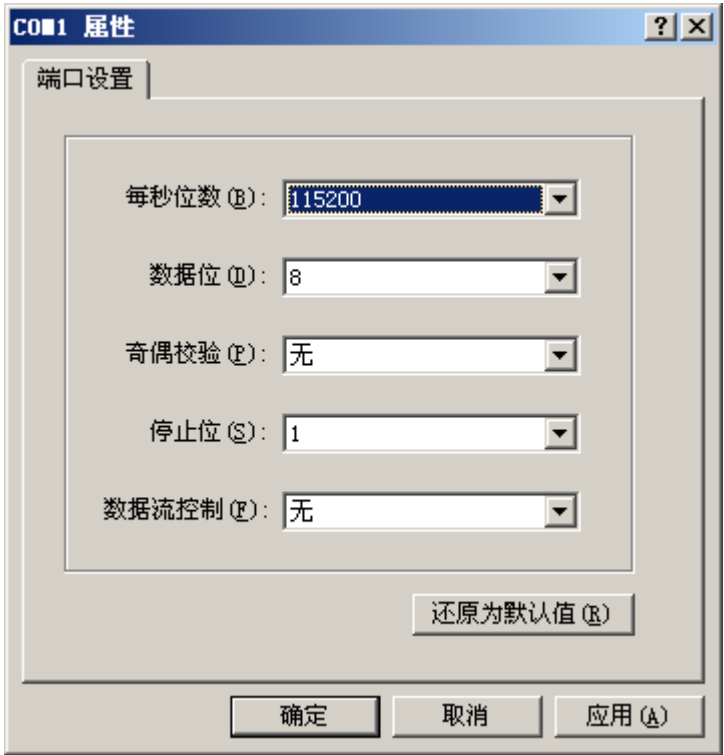 COM1 属性
端口设置
每秒位数(B): 115200
数据位(D): 8
奇偶校验(P): 无
停止位(S): 1
数据流控制(F): 无
还原为默认值(R)
确定 取消 应用(A)